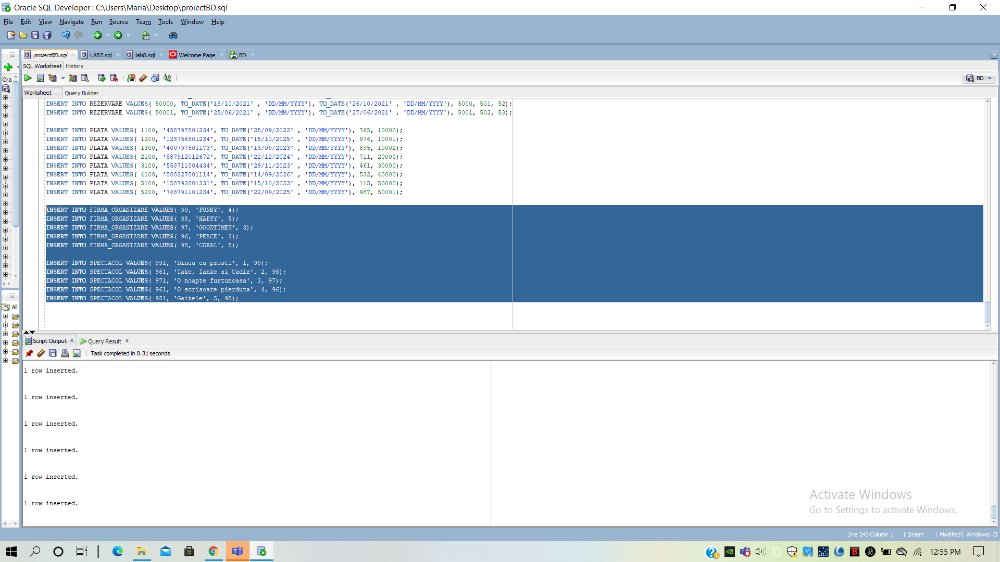 Oracle SQL Developer : C:\Users\Maria\Desktop\proiectBD.sql
File Edit View Navigate Run Source Team Tools Window Help
proiectBD.sql LAB7.sql lab8.sql Welcome Page BD
SQL Worksheet History
Ora
BD
Worksheet Query Builder
INSERT INTO REZERVARE VALUES( 50000, TO_DATE('18/10/2021' , 'DD/MM/YYYY'), TO_DATE('26/10/2021' , 'DD/MM/YYYY'), 5000, 501, 52);
INSERT INTO REZERVARE VALUES( 50001, TO_DATE('25/06/2021' , 'DD/MM/YYYY'), TO_DATE('27/06/2021' , 'DD/MM/YYYY'), 5001, 502, 53);
INSERT INTO PLATA VALUES( 1100, '458797801234', TO_DATE('25/09/2022' , 'DD/MM/YYYY'), 765, 10000);
INSERT INTO PLATA VALUES( 1200, '128756801234', TO_DATE('15/10/2025' , 'DD/MM/YYYY'), 976, 10001);
INSERT INTO PLATA VALUES( 1300, '400797801173', TO_DATE('13/09/2023' , 'DD/MM/YYYY'), 895, 10002);
INSERT INTO PLATA VALUES( 2100, '887912012672', TO_DATE('22/12/2024' , 'DD/MM/YYYY'), 711, 20000);
INSERT INTO PLATA VALUES( 3100, '558711804434', TO_DATE('29/11/2023' , 'DD/MM/YYYY'), 461, 30000);
INSERT INTO PLATA VALUES( 4100, '888227801114', TO_DATE('14/09/2026' , 'DD/MM/YYYY'), 532, 40000);
INSERT INTO PLATA VALUES( 5100, '158792801231', TO_DATE('15/10/2023' , 'DD/MM/YYYY'), 115, 50000);
INSERT INTO PLATA VALUES( 5200, '768791101234', TO_DATE('22/09/2025' , 'DD/MM/YYYY'), 987, 50001);
INSERT INTO FIRMA_ORGANIZARE VALUES( 99, 'FUNNY', 4);
INSERT INTO FIRMA_ORGANIZARE VALUES( 98, 'HAPPY', 5);
INSERT INTO FIRMA_ORGANIZARE VALUES( 97, 'GOODTIMES', 3);
INSERT INTO FIRMA_ORGANIZARE VALUES( 96, 'PEACE', 2);
INSERT INTO FIRMA_ORGANIZARE VALUES( 95, 'CORAL', 5);
INSERT INTO SPECTACOL VALUES( 991, 'Dineu cu prosti', 1, 99);
INSERT INTO SPECTACOL VALUES( 981, 'Take, Ianke si Cadir', 2, 98);
INSERT INTO SPECTACOL VALUES( 971, 'O noapte furtunoasa', 3, 97);
INSERT INTO SPECTACOL VALUES( 961, 'O scrisoare pierduta', 4, 96);
INSERT INTO SPECTACOL VALUES( 951, 'Gaitele', 5, 95);
All
Script Output Query Result
Task completed in 0.31 seconds
1 row inserted.
1 row inserted.
1 row inserted.
1 row inserted.
1 row inserted.
1 row inserted.
Activate Windows
Go to Settings to activate Windows.
Line 243 Column 1 Insert Modified Windows: CF
12:55 PM